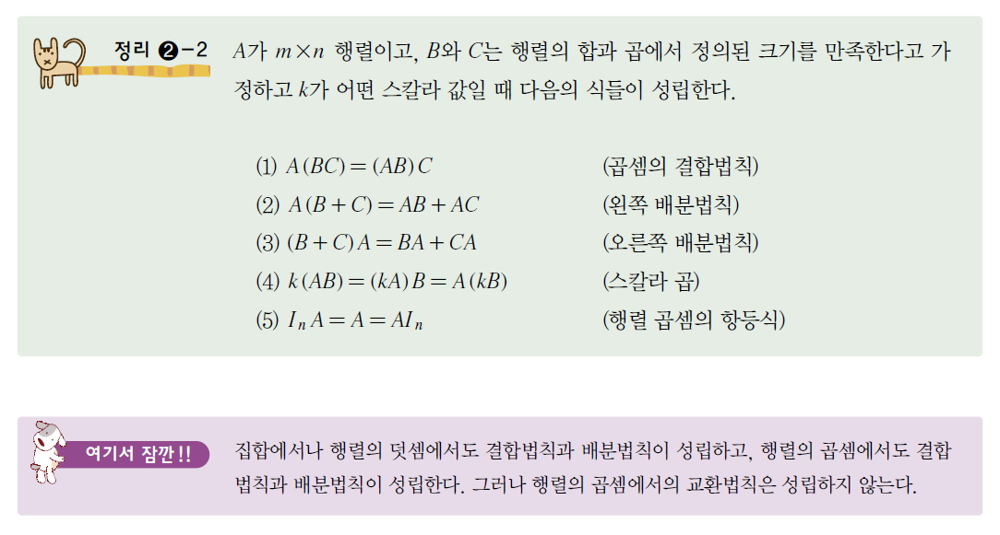 정리 ❷-2
A가 m×n 행렬이고, B와 C는 행렬의 합과 곱에서 정의된 크기를 만족한다고 가
정하고 k가 어떤 스칼라 값일 때 다음의 식들이 성립한다.
(1) A(BC)=(AB)C (곱셈의 결합법칙)
(2) A(B+C)=AB+AC (왼쪽 배분법칙)
(3) (B+C)A=BA+CA (오른쪽 배분법칙)
(4) k(AB)=(kA)B=A(kB) (스칼라 곱)
(5) Iₙ A=A=AIₙ (행렬 곱셈의 항등식)
여기서 잠깐!!
집합에서나 행렬의 덧셈에서도 결합법칙과 배분법칙이 성립하고, 행렬의 곱셈에서도 결합
법칙과 배분법칙이 성립한다. 그러나 행렬의 곱셈에서의 교환법칙은 성립하지 않는다.